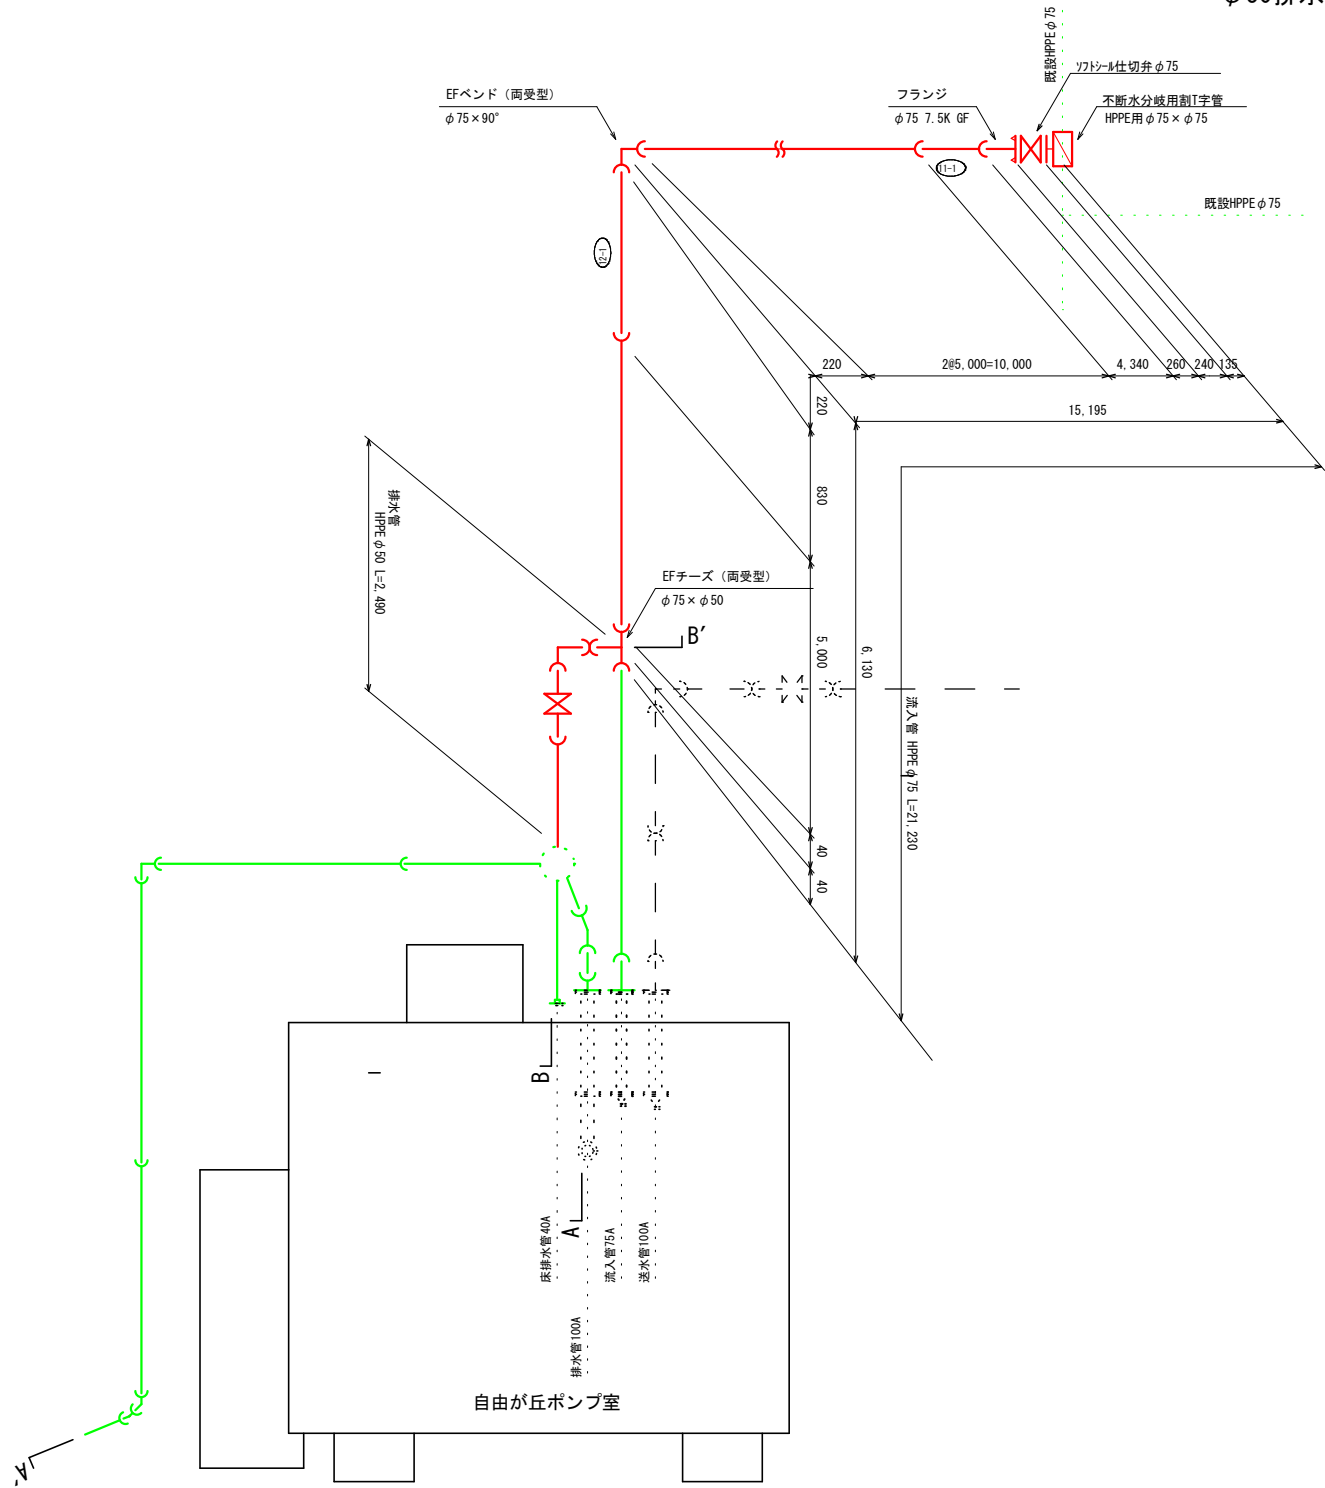 既設HPPEφ75
ソフトシール仕切弁φ75
EFベンド（両受型）
φ75×90°
フランジ
φ75 7.5K GF
不断水分岐用割T字管
HPPE用φ75×φ75
11-1
既設HPPEφ75
12-1
220
2@5,000=10,000
4,340
260
240
135
220
15,195
830
排水管
HPPEφ50 L=2,490
EFチーズ（両受型）
φ75×φ50
B'
5,000
6,130
流入管 HPPEφ75 L=21,230
40
40
B
A
床排水管40A
流入管75A
送水管100A
排水管100A
自由が丘ポンプ室
A'